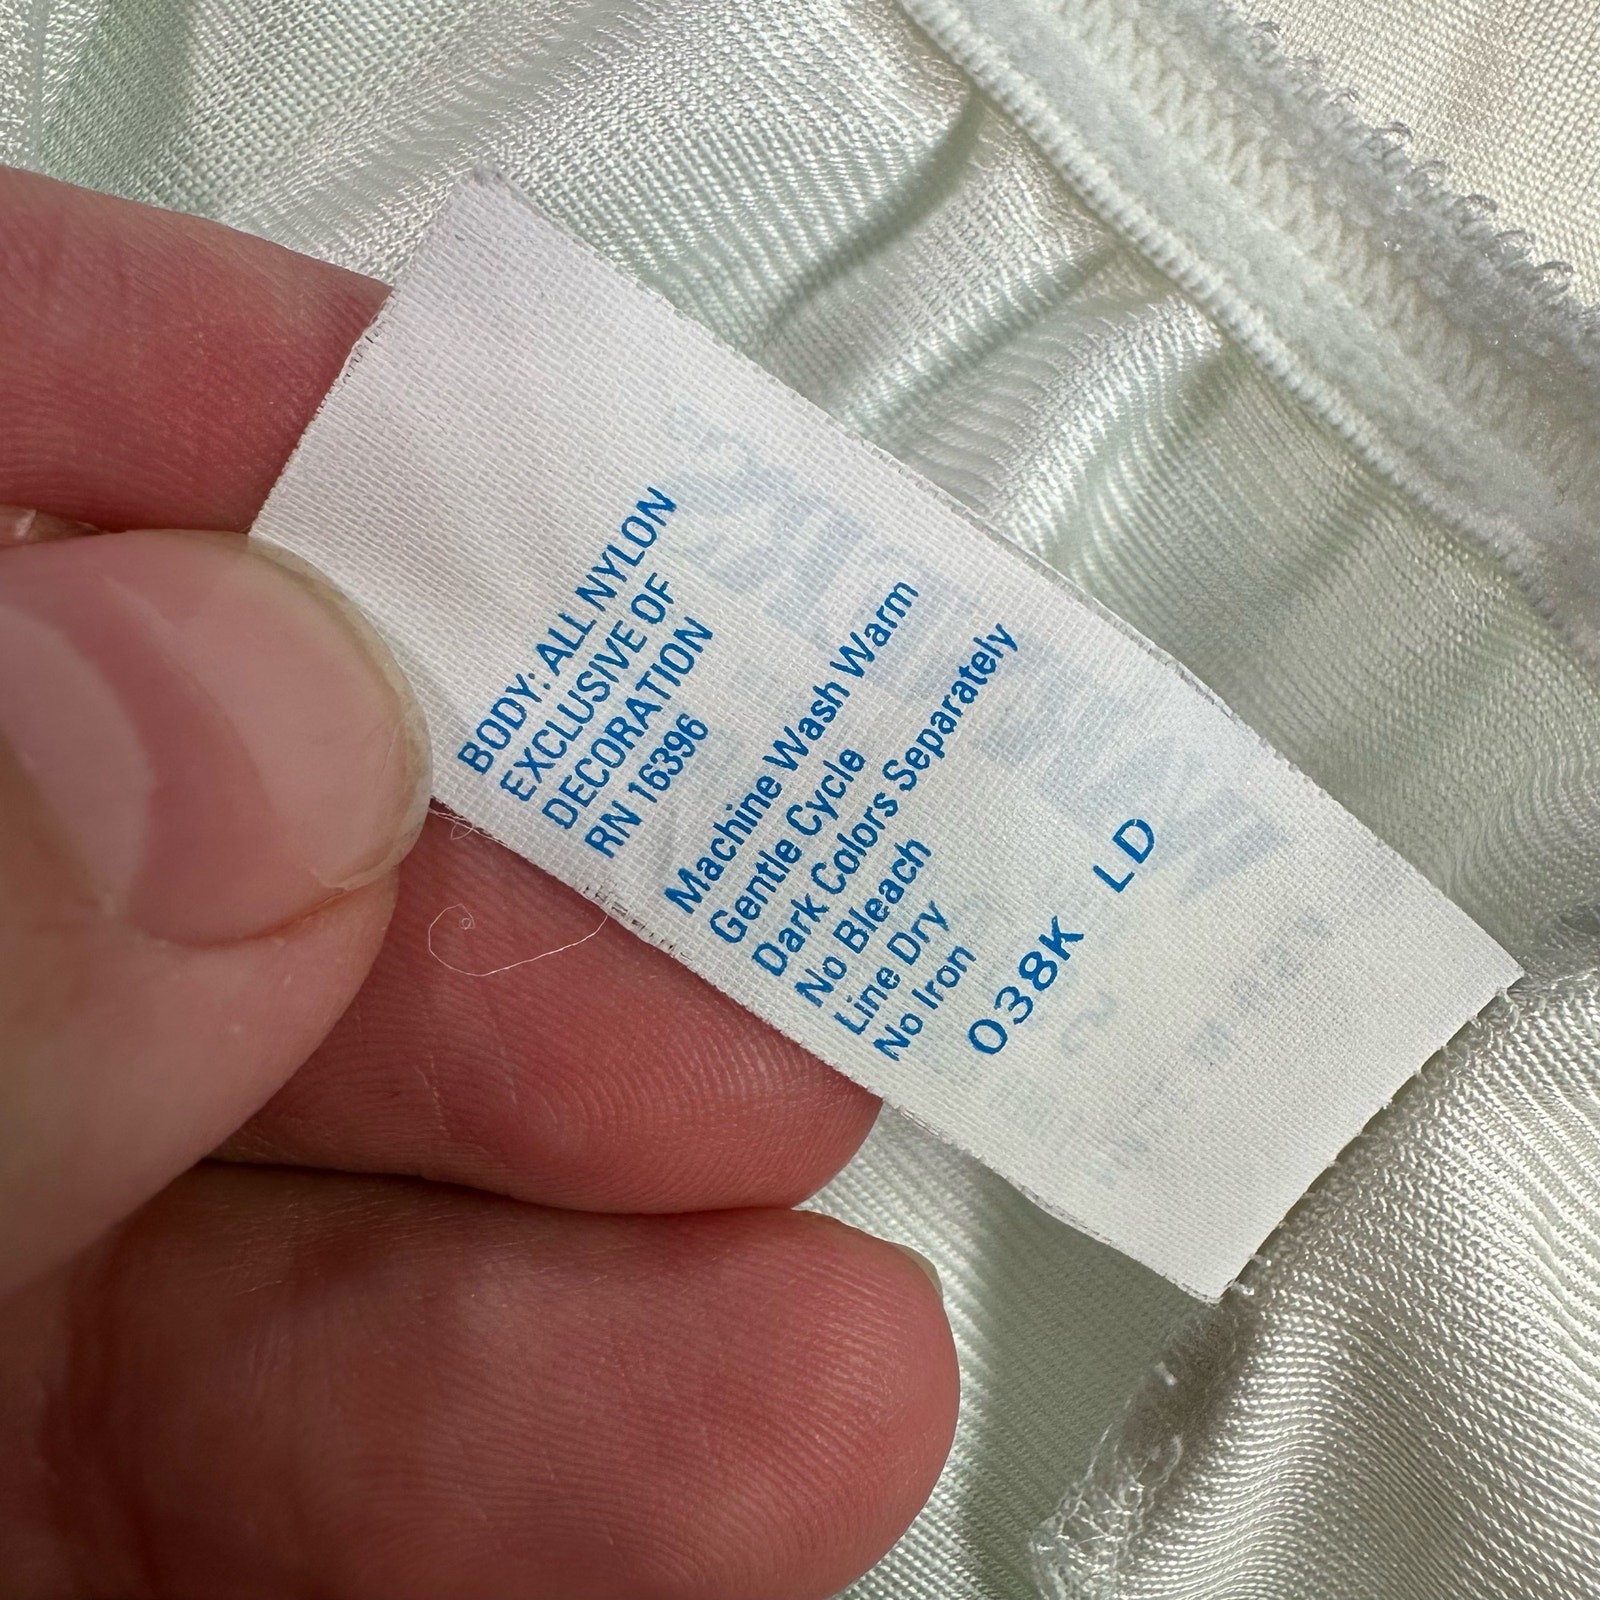 BODY: ALL NYLON
EXCLUSIVE OF
DECORATION
RN 16396
Machine Wash Warm
Gentle Cycle
Dark Colors Separately
No Bleach
Line Dry
No Iron
038K LD